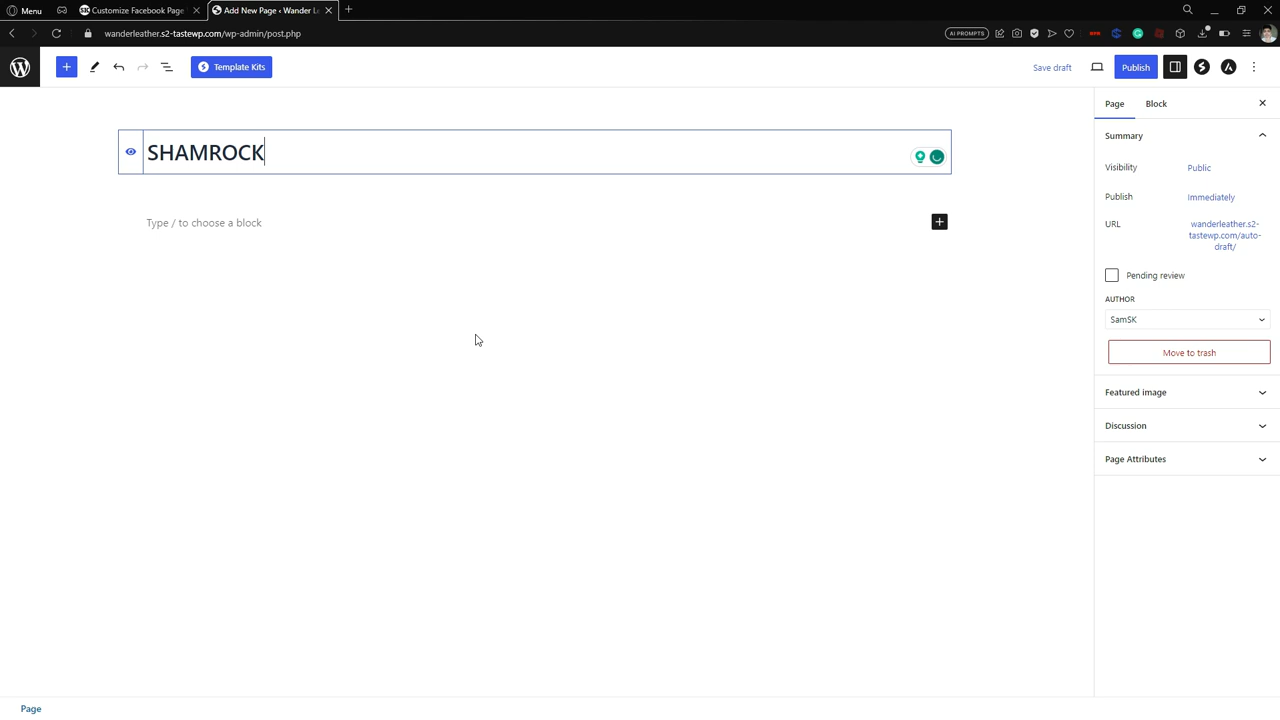 Menu
Customize Facebook Page
Add New Page ‹ Wander Le
wanderleather.s2-tastewp.com/wp-admin/post.php
AI PROMPTS
Template Kits
Save draft
Publish
SHAMROCK
Type / to choose a block
Page
Block
Summary
Visibility
Public
Publish
Immediately
URL
wanderleather.s2-
tastewp.com/auto-
draft/
Pending review
AUTHOR
SamSK
Move to trash
Featured image
Discussion
Page Attributes
Page